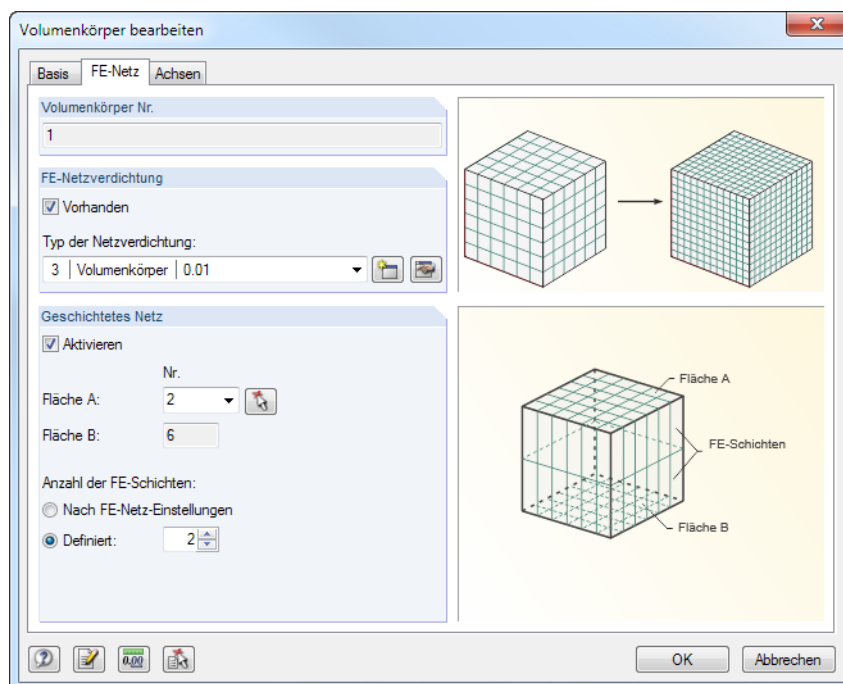 Volumenkörper bearbeiten
Basis
FE-Netz
Achsen
Volumenkörper Nr.
1
FE-Netzverdichtung
Vorhanden
Typ der Netzverdichtung:
3 | Volumenkörper | 0.01
Geschichtetes Netz
Aktivieren
Nr.
Fläche A: 2
Fläche B: 6
Anzahl der FE-Schichten:
Nach FE-Netz-Einstellungen
Definiert: 2
Fläche A
FE-Schichten
Fläche B
0.00
OK
Abbrechen